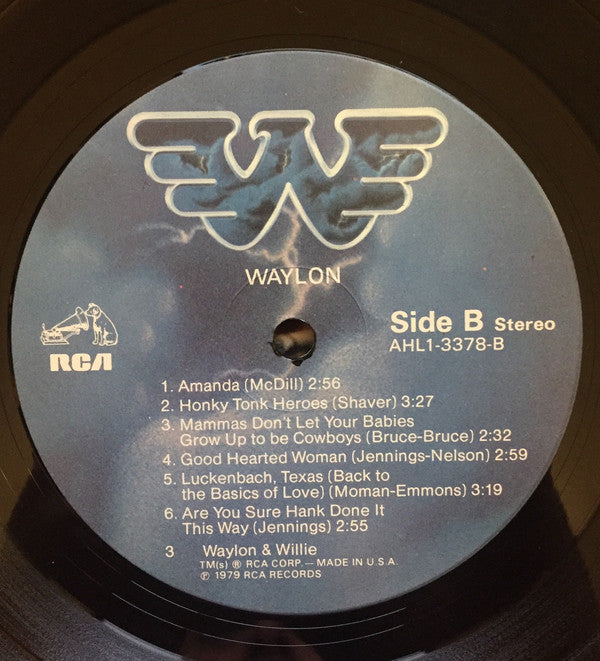 WAYLON
RCA
Side B Stereo
AHL1-3378-B
1. Amanda (McDill) 2:56
2. Honky Tonk Heroes (Shaver) 3:27
3. Mammas Don't Let Your Babies
Grow Up to be Cowboys (Bruce-Bruce) 2:32
4. Good Hearted Woman (Jennings-Nelson) 2:59
5. Luckenbach, Texas (Back to
the Basics of Love) (Moman-Emmons) 3:19
6. Are You Sure Hank Done It
This Way (Jennings) 2:55
3 Waylon & Willie
TM(s) ® RCA CORP. — MADE IN U.S.A.
℗ 1979 RCA RECORDS